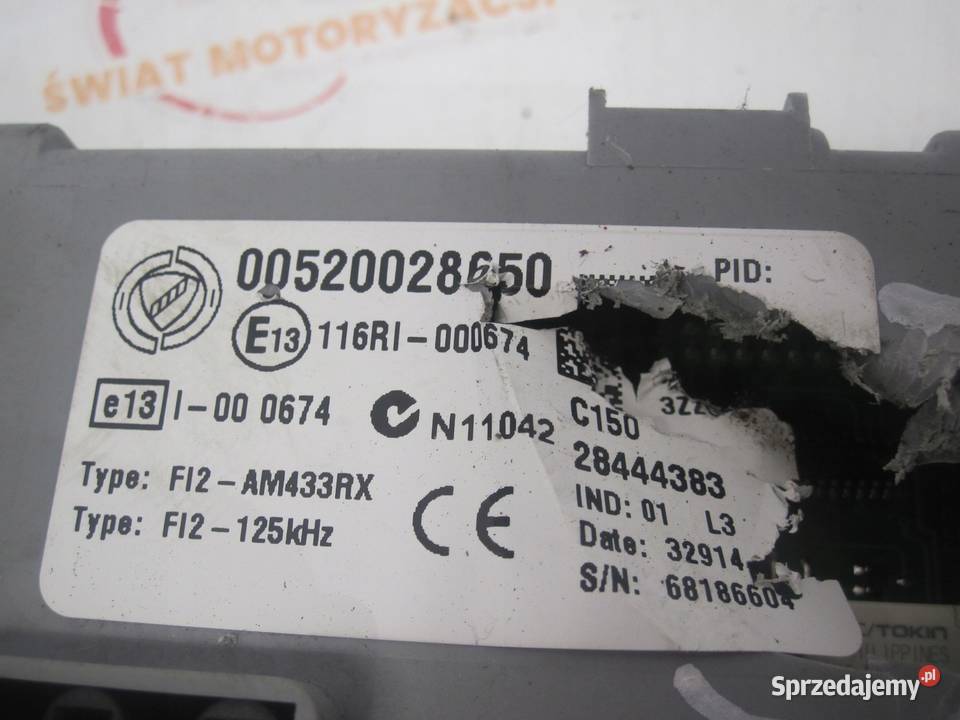 ŚWIAT MOTORYZACJI
00520028650
PID:
E13 116RI-000674
e13 I-00 0674
N11042
C150
28444383
Type: FI2-AM433RX
IND: 01 L3
Type: FI2-125kHz
CE
Date: 32914
S/N: 68186604
/TOKIN
Sprzedajemy.pl